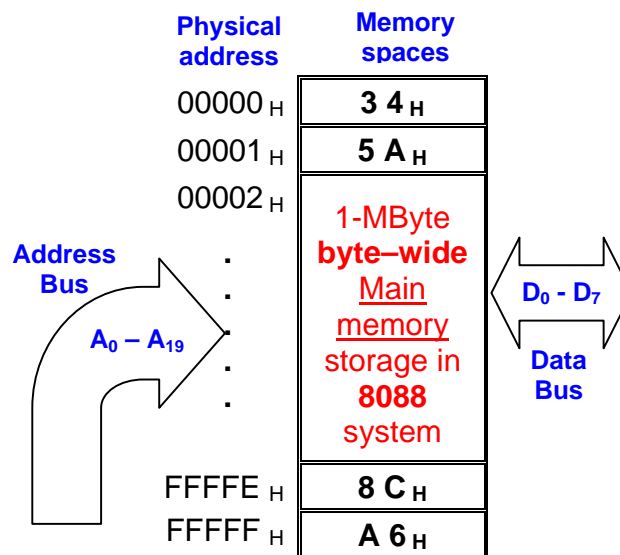 Physical address
Memory spaces
00000 H
3 4 H
00001 H
5 A H
00002 H
1-MByte
byte–wide
Main
memory
storage in
8088
system
Address
Bus
A0 – A19
D0 - D7
Data
Bus
FFFFE H
8 C H
FFFFF H
A 6 H